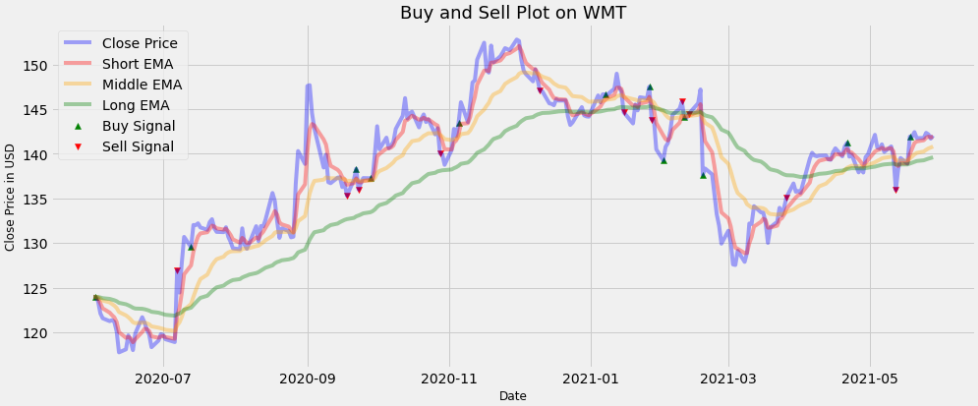 Buy and Sell Plot on WMT
Close Price
Short EMA
Middle EMA
Long EMA
Buy Signal
Sell Signal
Close Price in USD
150
145
140
135
130
125
120
2020-07
2020-09
2020-11
2021-01
2021-03
2021-05
Date